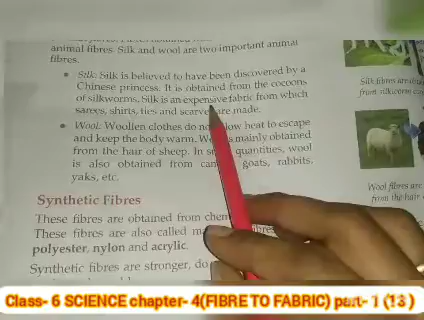 animal fibres. Silk and wool are two important animal
fibres.
• Silk: Silk is believed to have been discovered by a
Chinese princess. It is obtained from the cocoons
of silkworms. Silk is an expensive fabric from which
sarees, shirts, ties and scarves are made.
• Wool: Woollen clothes do not low heat to escape
and keep the body warm. W s mainly obtained
from the hair of sheep. In s quantities, wool
is also obtained from goats, rabbits,
yaks, etc.
Silk fibres are
from silkworm
Wool fibres are
from the hair
Synthetic Fibres
These fibres are obtained from chem
These fibres are also called m
polyester, nylon and acrylic.
Synthetic fibres are stronger, do
Class- 6 SCIENCE chapter- 4(FIBRE TO FABRIC) part- 1 (13)